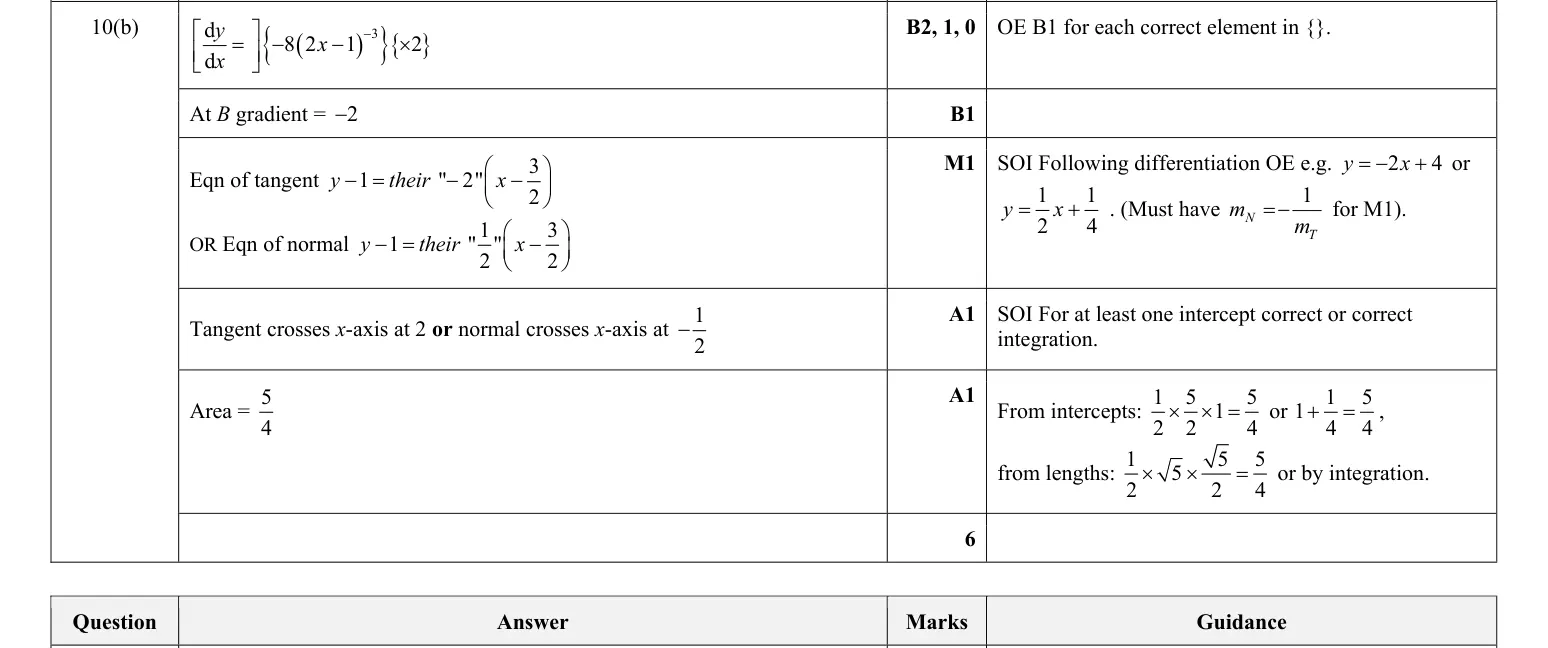 10(b) [dy/dx = ]{−8(2x − 1)⁻³}{×2} B2, 1, 0 OE B1 for each correct element in {}.
At B gradient = −2 B1
Eqn of tangent y − 1 = their "− 2"(x − 3/2) M1 SOI Following differentiation OE e.g. y = −2x + 4 or
OR Eqn of normal y − 1 = their "1/2"(x − 3/2) y = 1/2 x + 1/4 . (Must have m_N = − 1/m_T for M1).
Tangent crosses x-axis at 2 or normal crosses x-axis at − 1/2 A1 SOI For at least one intercept correct or correct
integration.
Area = 5/4 A1 From intercepts: 1/2 × 5/2 × 1 = 5/4 or 1 + 1/4 = 5/4 ,
from lengths: 1/2 × √5 × √5/2 = 5/4 or by integration.
6
Question Answer Marks Guidance